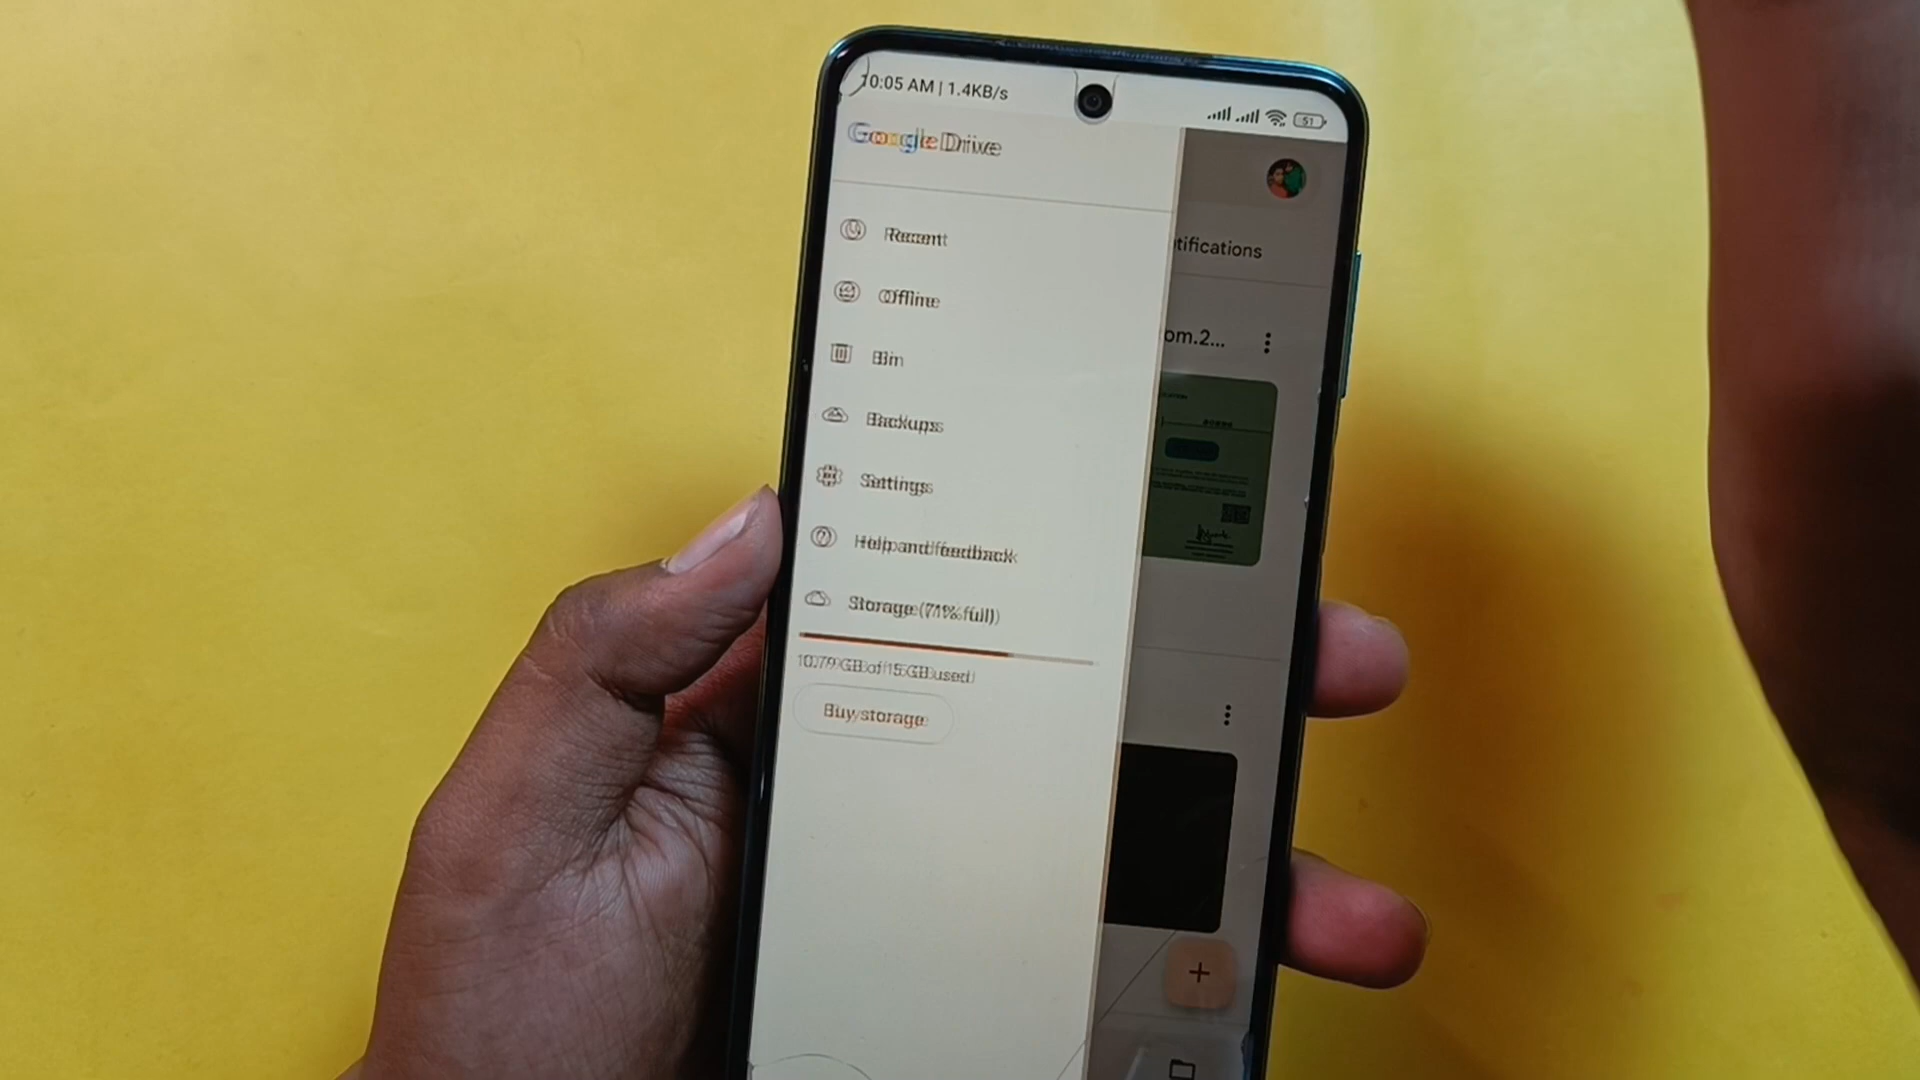 10:05 AM | 1.4KB/s
51
Google Drive
tifications
Recent
Offline
om.2...
Bin
Backups
Settings
Help and feedback
Storage (71% full)
10.79 GB of 15 GB used
Buy storage